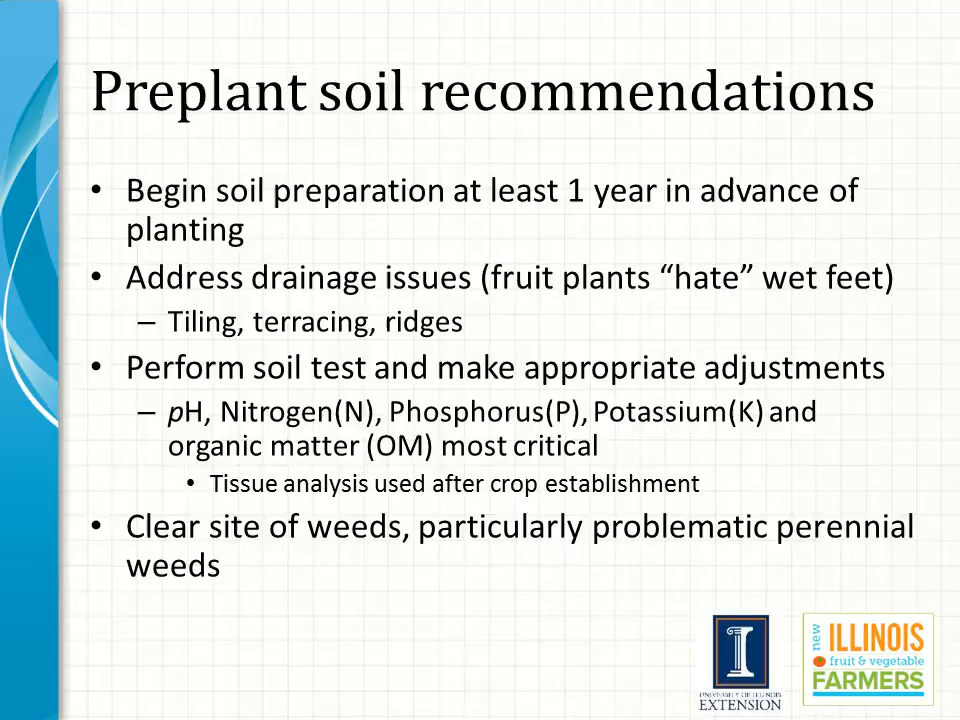 Preplant soil recommendations
• Begin soil preparation at least 1 year in advance of
planting
• Address drainage issues (fruit plants “hate” wet feet)
– Tiling, terracing, ridges
• Perform soil test and make appropriate adjustments
– pH, Nitrogen(N), Phosphorus(P), Potassium(K) and
organic matter (OM) most critical
• Tissue analysis used after crop establishment
• Clear site of weeds, particularly problematic perennial
weeds
I
UNIVERSITY OF ILLINOIS
EXTENSION
new
ILLINOIS
fruit & vegetable
FARMERS